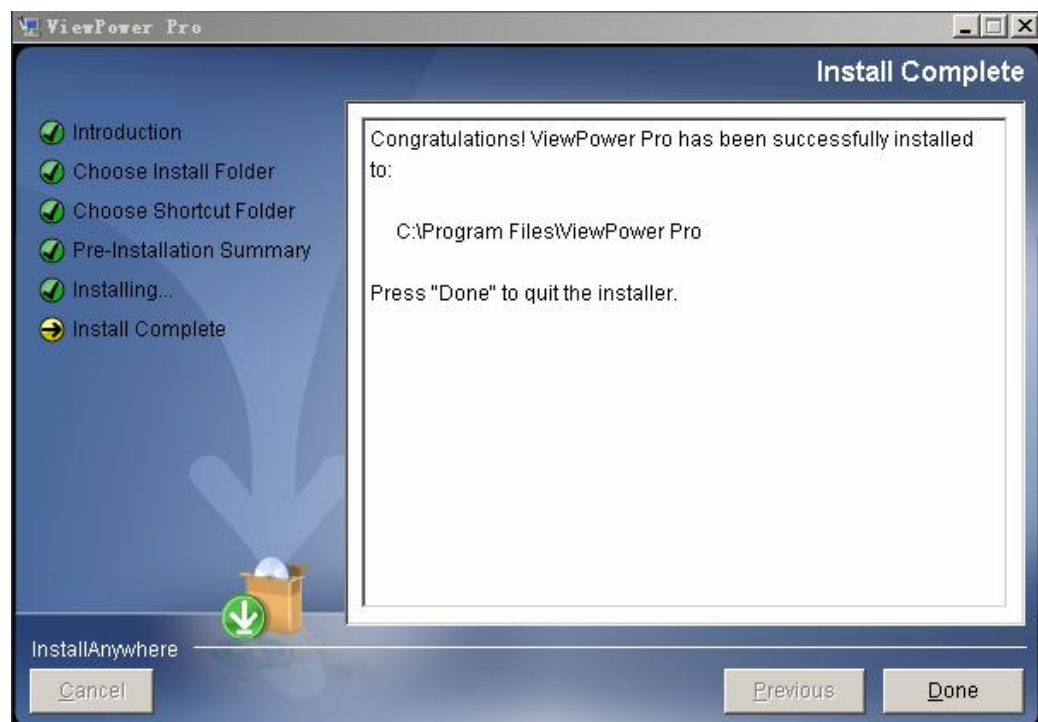 ViewPower Pro
Install Complete
Introduction
Choose Install Folder
Choose Shortcut Folder
Pre-Installation Summary
Installing...
Install Complete
Congratulations! ViewPower Pro has been successfully installed
to:
C:\Program Files\ViewPower Pro
Press "Done" to quit the installer.
InstallAnywhere
Cancel
Previous
Done